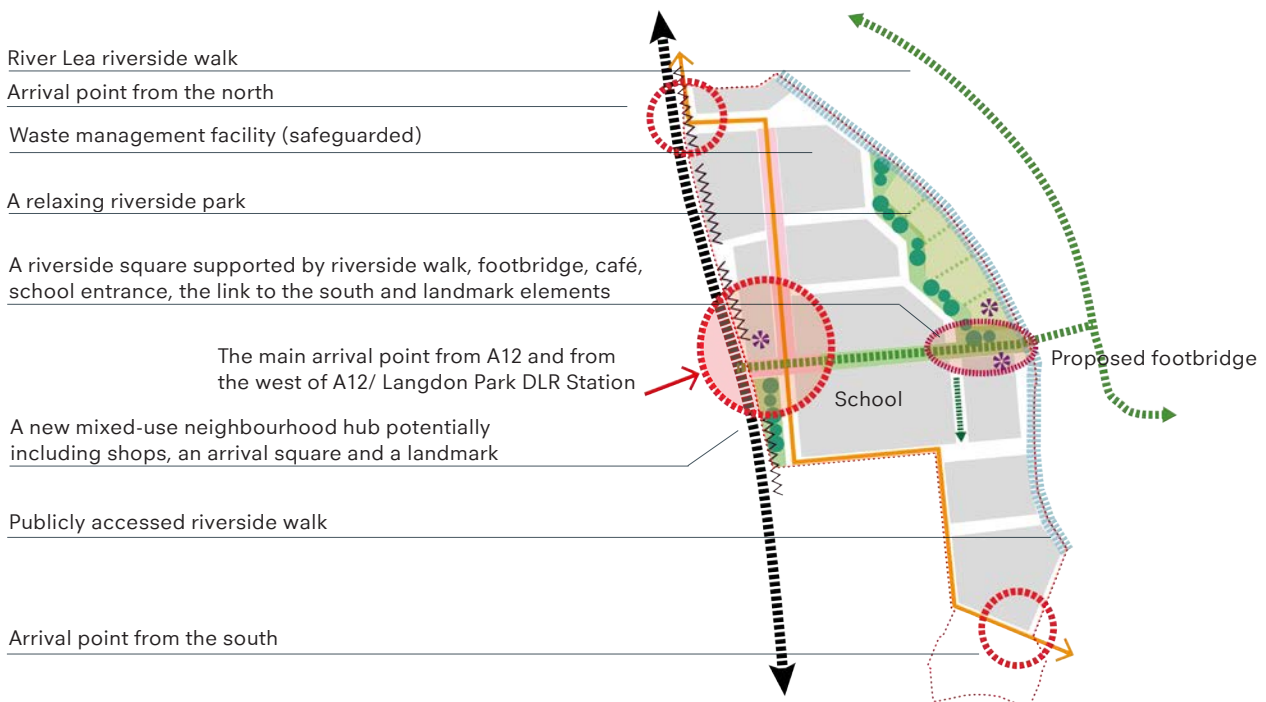 River Lea riverside walk
Arrival point from the north
Waste management facility (safeguarded)
A relaxing riverside park
A riverside square supported by riverside walk, footbridge, café,
school entrance, the link to the south and landmark elements
The main arrival point from A12 and from
the west of A12/ Langdon Park DLR Station
Proposed footbridge
School
A new mixed-use neighbourhood hub potentially
including shops, an arrival square and a landmark
Publicly accessed riverside walk
Arrival point from the south